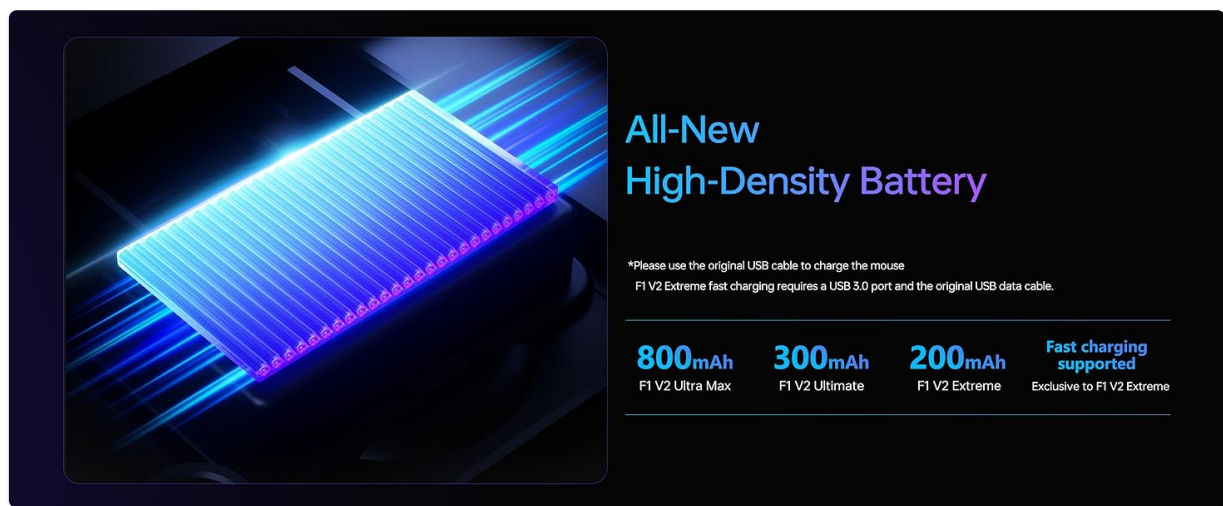 All-New
High-Density Battery
*Please use the original USB cable to charge the mouse
F1 V2 Extreme fast charging requires a USB 3.0 port and the original USB data cable.
800mAh
F1 V2 Ultra Max
300mAh
F1 V2 Ultimate
200mAh
F1 V2 Extreme
Fast charging
supported
Exclusive to F1 V2 Extreme